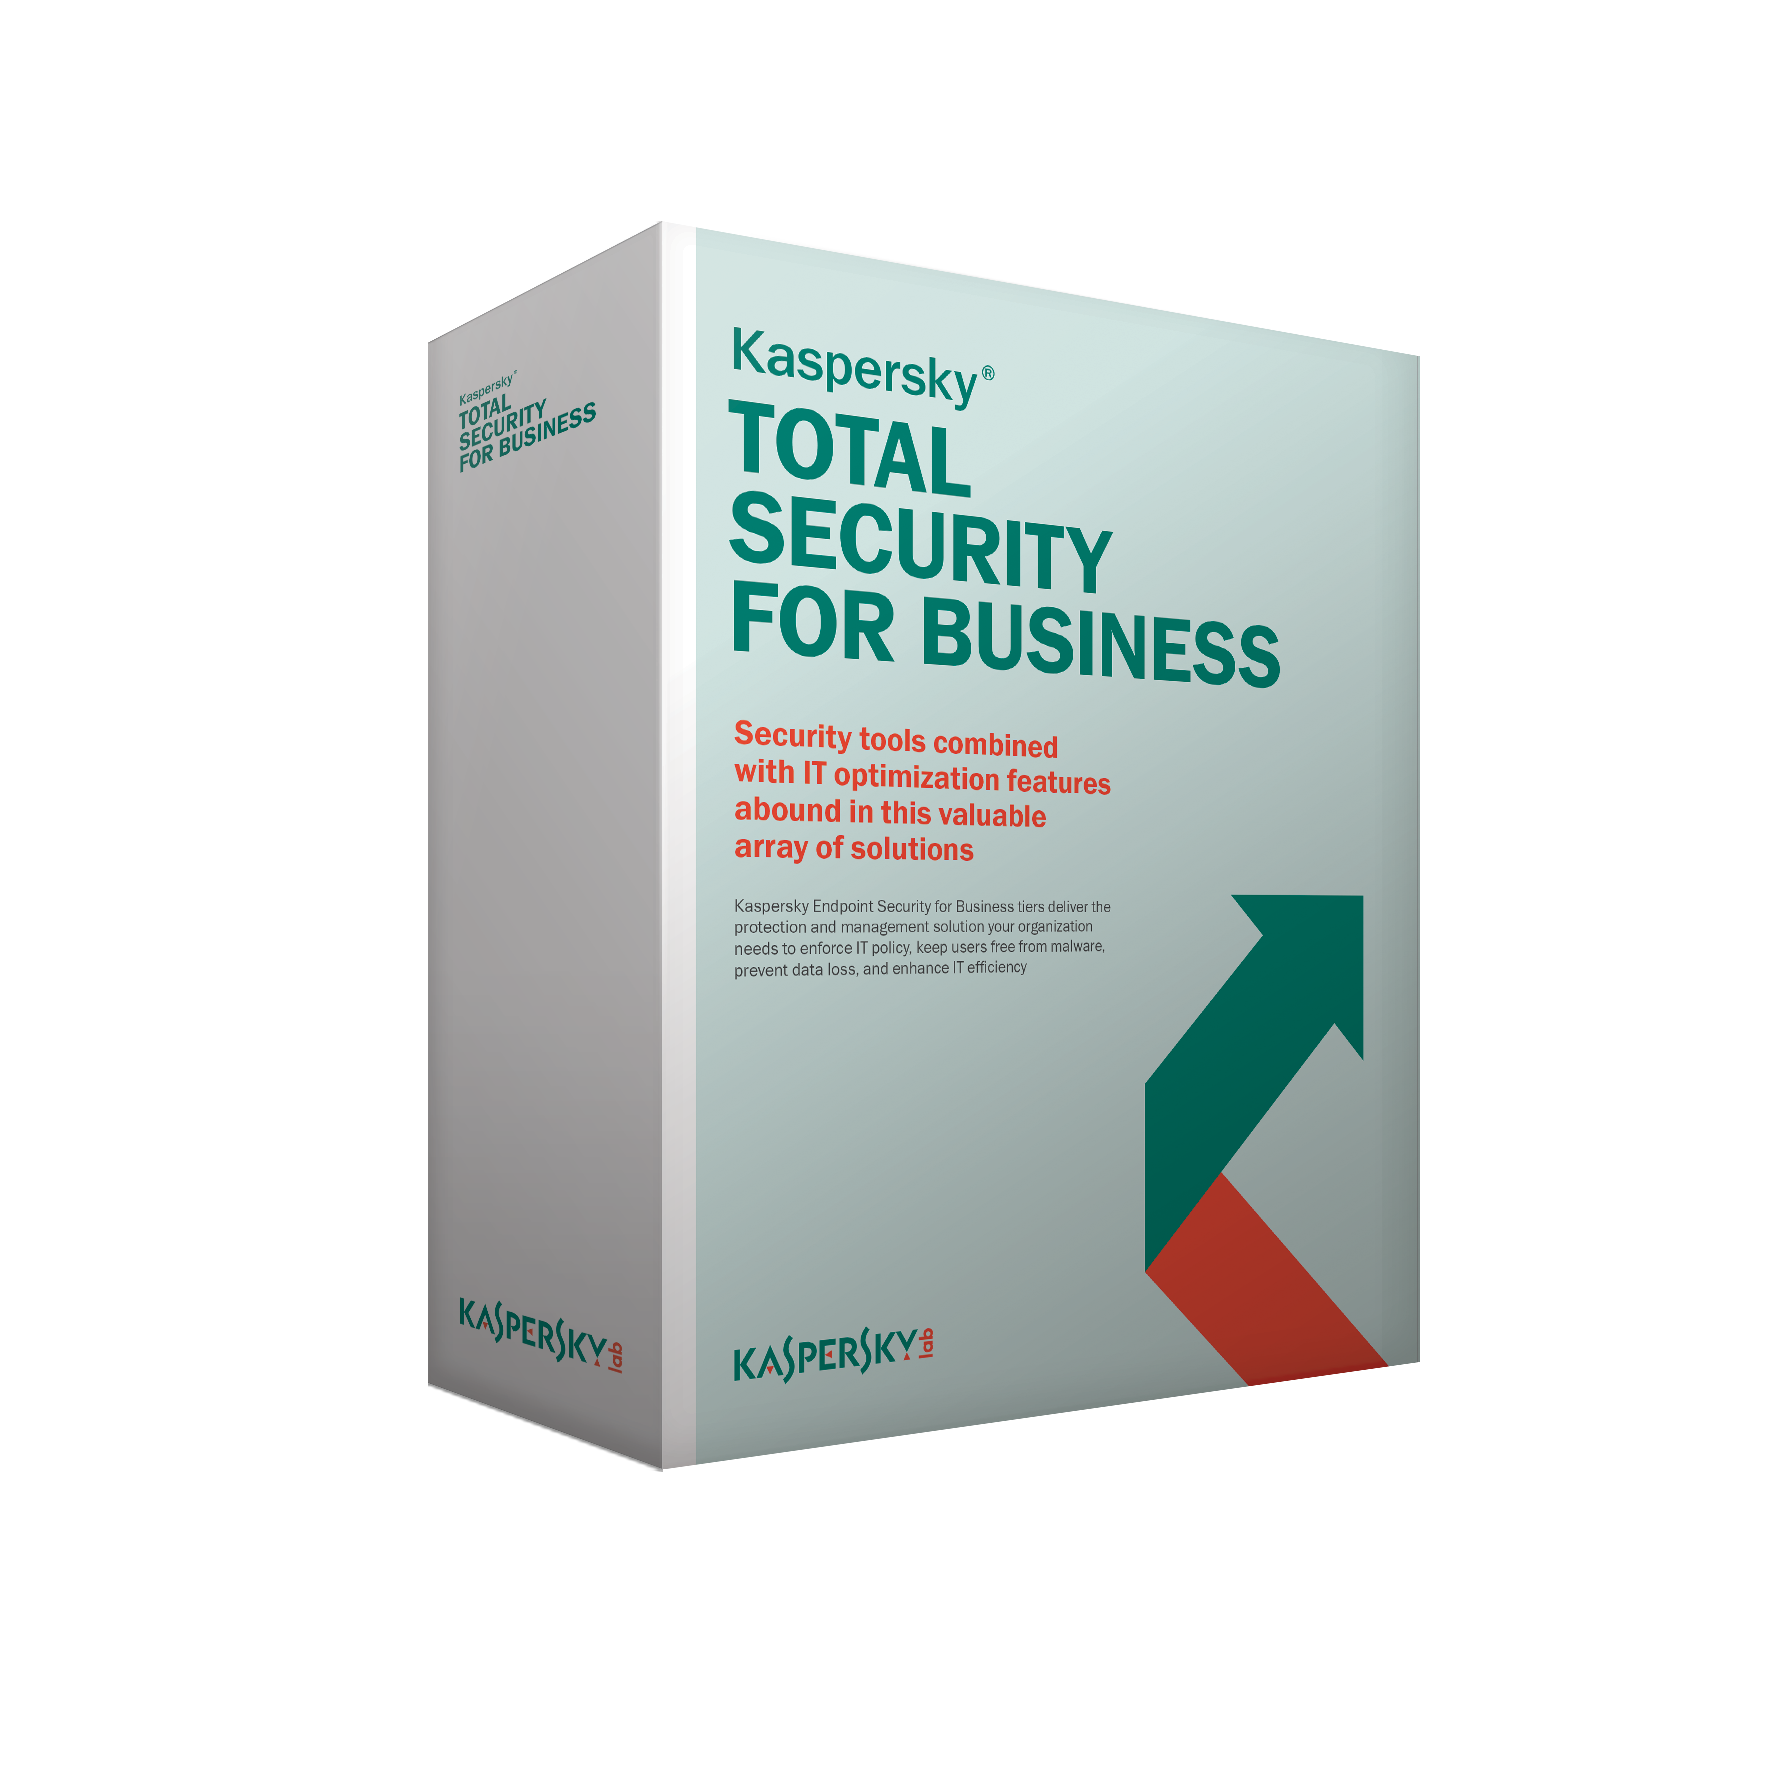 Kaspersky®
TOTAL
SECURITY
FOR BUSINESS
KASPERSKY lab
Kaspersky®
TOTAL
SECURITY
FOR BUSINESS
Security tools combined
with IT optimization features
abound in this valuable
array of solutions
Kaspersky Endpoint Security for Business tiers deliver the
protection and management solution your organization
needs to enforce IT policy, keep users free from malware,
prevent data loss, and enhance IT efficiency
KASPERSKY lab